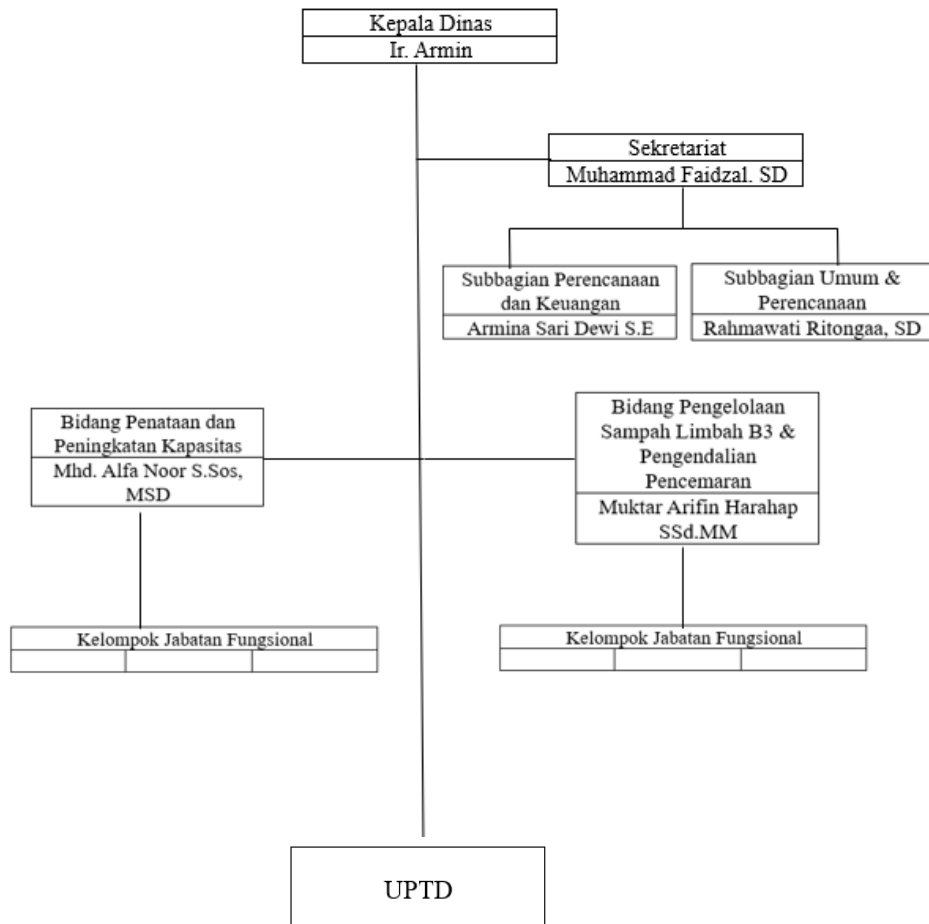 Kepala Dinas
Ir. Armin
Sekretariat
Muhammad Faidzal. SD
Subbagian Perencanaan
dan Keuangan
Armina Sari Dewi S.E
Subbagian Umum &
Perencanaan
Rahmawati Ritongaa, SD
Bidang Penataan dan
Peningkatan Kapasitas
Mhd. Alfa Noor S.Sos,
MSD
Bidang Pengelolaan
Sampah Limbah B3 &
Pengendalian
Pencemaran
Muktar Arifin Harahap
SSd.MM
Kelompok Jabatan Fungsional
Kelompok Jabatan Fungsional
UPTD